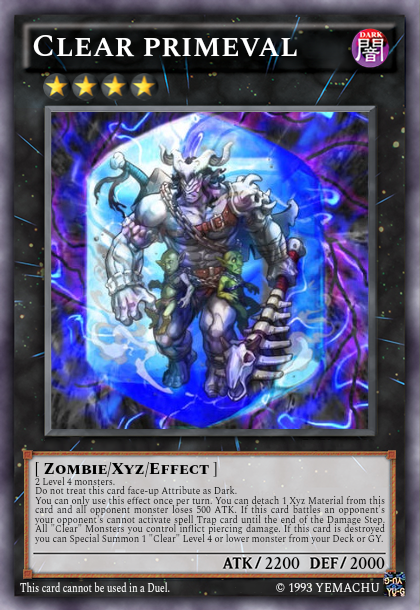 CLEAR PRIMEVAL
DARK
闇
[ ZOMBIE/XYZ/EFFECT ]
2 Level 4 monsters.
Do not treat this card face-up Attribute as Dark.
You can only use this effect once per turn. You can detach 1 Xyz Material from this
card and all opponent monster loses 500 ATK. If this card battles an opponent's
your opponent's cannot activate spell Trap card until the end of the Damage Step.
All "Clear" Monsters you control inflict piercing damage. If this card is destroyed
you can Special Summon 1 "Clear" Level 4 or lower monster from your Deck or GY.
ATK/2200 DEF/2000
This card cannot be used in a Duel.
© 1993 YEMACHU